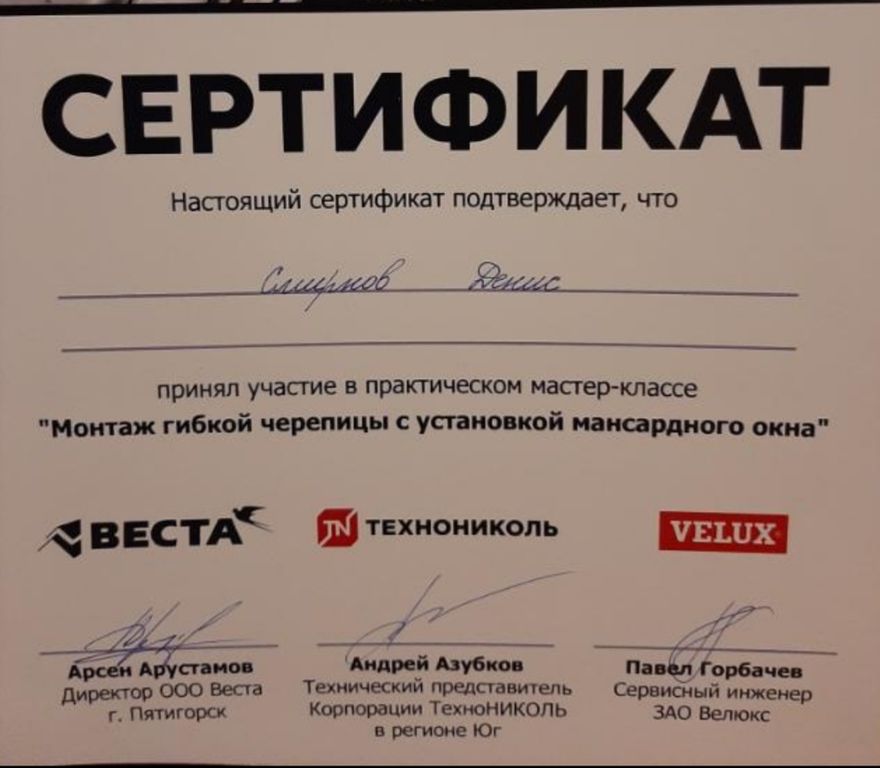 СЕРТИФИКАТ
Настоящий сертификат подтверждает, что
Смирнов Денис
принял участие в практическом мастер-классе
"Монтаж гибкой черепицы с установкой мансардного окна"
ВЕСТА TN ТЕХНОНИКОЛЬ VELUX
Арсен Арустамов Андрей Азубков Павел Горбачев
Директор ООО Веста Технический представитель Сервисный инженер
г. Пятигорск Корпорации ТехноНИКОЛЬ ЗАО Велюкс
в регионе Юг